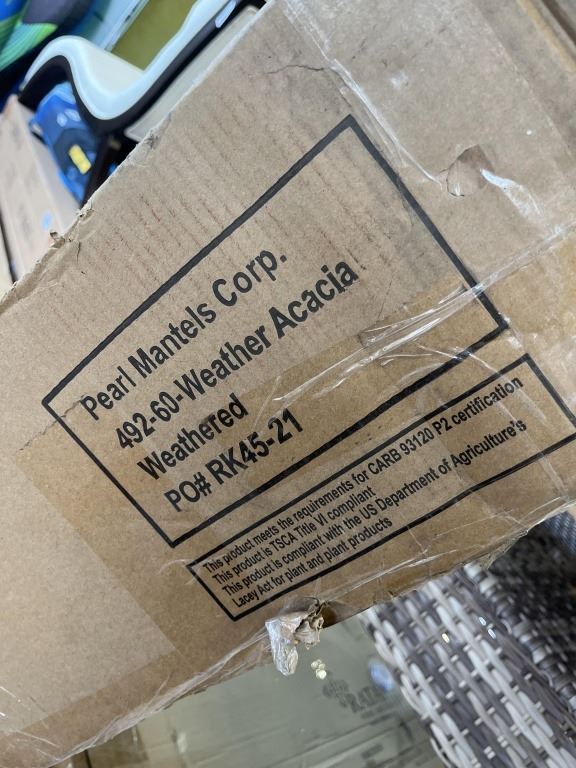 Pearl Mantels Corp.
492-60-Weather Acacia
Weathered
PO# RK45-21
This product meets the requirements for CARB 93120 P2 certification
This product is TSCA Title VI compliant
This product is compliant with the US Department of Agriculture's
Lacey Act for plant and plant products